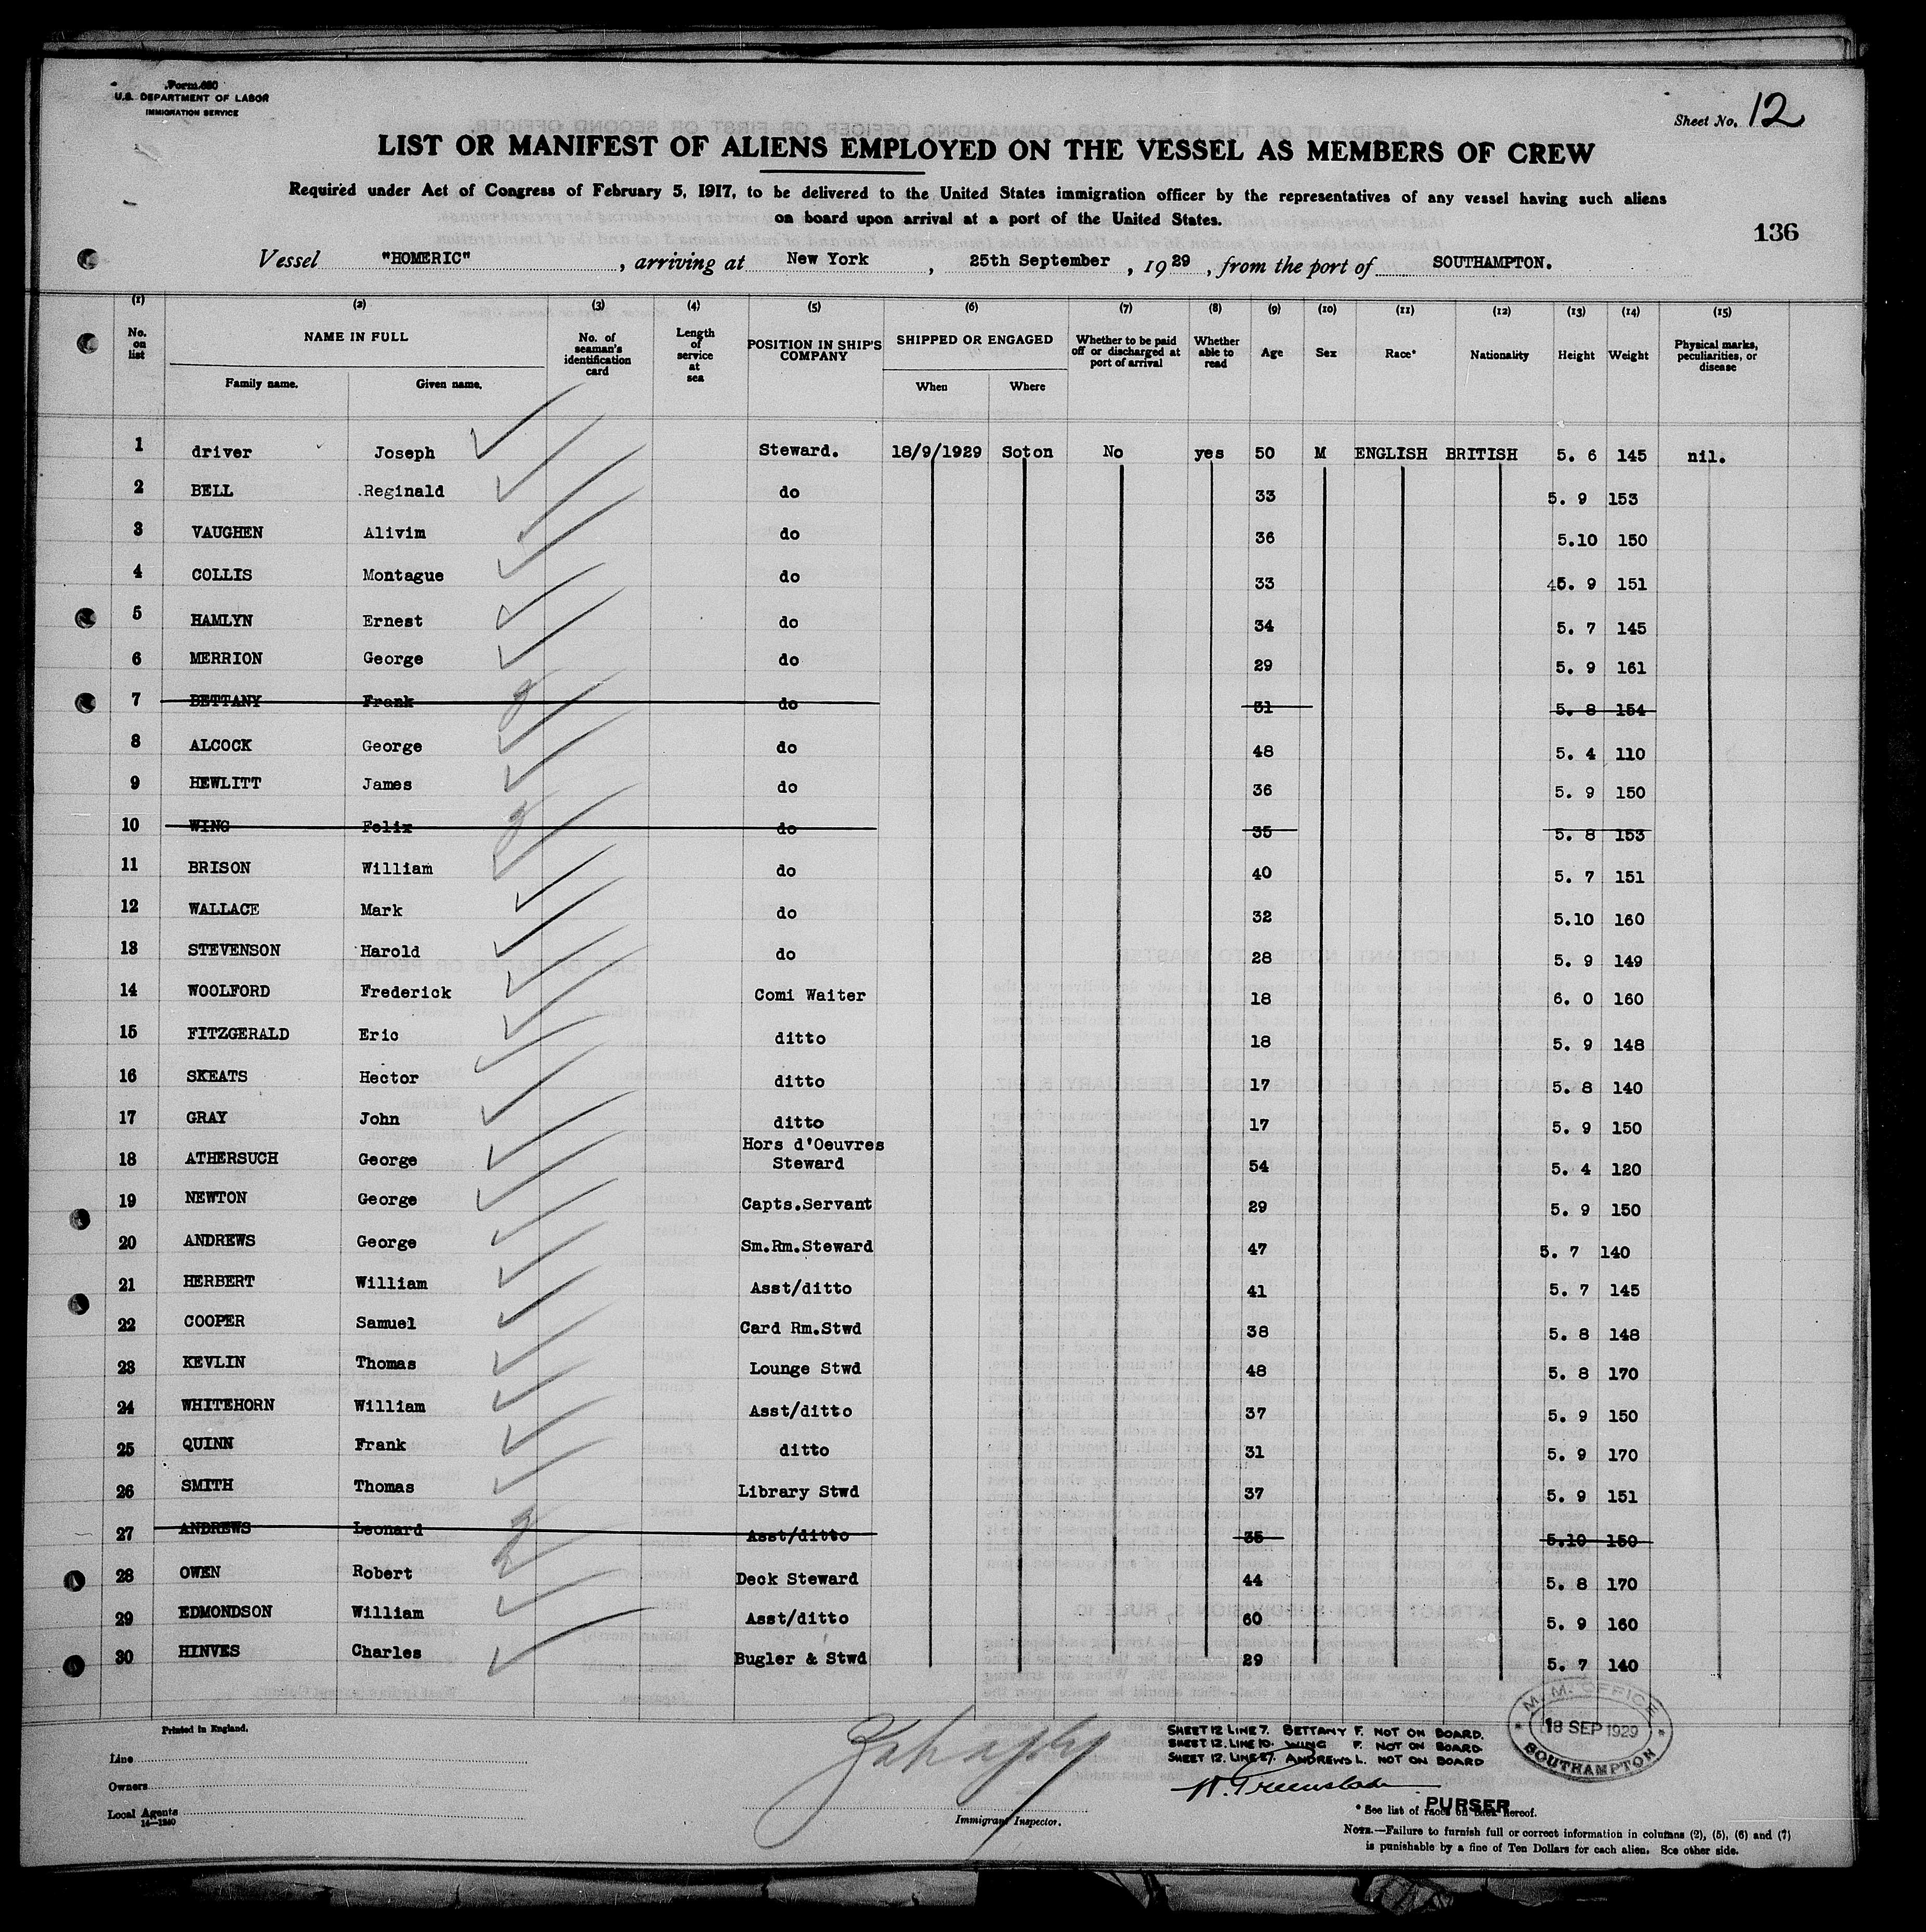 Form 680
U.S. DEPARTMENT OF LABOR
IMMIGRATION SERVICE
Sheet No. 12
LIST OR MANIFEST OF ALIENS EMPLOYED ON THE VESSEL AS MEMBERS OF CREW
Required under Act of Congress of February 5, 1917, to be delivered to the United States immigration officer by the representatives of any vessel having such aliens
on board upon arrival at a port of the United States.
136
Vessel "HOMERIC", arriving at New York, 25th September, 1929, from the port of SOUTHAMPTON.
(1) (2) (3) (4) (5) (6) (7) (8) (9) (10) (11) (12) (13) (14) (15)
No. on list NAME IN FULL No. of seaman's identification card Length of service at sea POSITION IN SHIP'S COMPANY SHIPPED OR ENGAGED Whether to be paid off or discharged at port of arrival Whether able to read Age Sex Race* Nationality Height Weight Physical marks, peculiarities, or disease
Family name. Given name. When Where
1 driver Joseph Steward. 18/9/1929 Soton No yes 50 M ENGLISH BRITISH 5. 6 145 nil.
2 BELL .Reginald do 33 5. 9 153
3 VAUGHEN Alivim do 36 5.10 150
4 COLLIS Montague do 33 45. 9 151
5 HAMLYN Ernest do 34 5. 7 145
6 MERRION George do 29 5. 9 161
7 BETTANY Frank do 31 5. 8 154
8 ALCOCK George do 48 5. 4 110
9 HEWLITT James do 36 5. 9 150
10 WING Felix do 35 5. 8 153
11 BRISON William do 40 5. 7 151
12 WALLACE Mark do 32 5.10 160
13 STEVENSON Harold do 28 5. 9 149
14 WOOLFORD Frederick Comi Waiter 18 6. 0 160
15 FITZGERALD Eric ditto 18 5. 9 148
16 SKEATS Hector ditto 17 5. 8 140
17 GRAY John ditto 17 5. 9 150
18 ATHERSUCH George Hors d'Oeuvres Steward 54 5. 4 120
19 NEWTON George Capts.Servant 29 5. 9 150
20 ANDREWS George Sm.Rm.Steward 47 5. 7 140
21 HERBERT William Asst/ditto 41 5. 7 145
22 COOPER Samuel Card Rm.Stwd 38 5. 8 148
23 KEVLIN Thomas Lounge Stwd 48 5. 8 170
24 WHITEHORN William Asst/ditto 37 5. 9 150
25 QUINN Frank ditto 31 5. 9 170
26 SMITH Thomas Library Stwd 37 5. 9 151
27 ANDREWS Leonard Asst/ditto 35 5.10 150
28 OWEN Robert Deck Steward 44 5. 8 170
29 EDMONDSON William Asst/ditto 60 5. 9 160
30 HINVES Charles Bugler & Stwd 29 5. 7 140
Printed in England.
Line
Owners
Local Agents
14—1240
Immigrant Inspector.
SHEET 12 LINE 7. BETTANY F. NOT ON BOARD.
SHEET 12. LINE 10. WING F. NOT ON BOARD.
SHEET 12. LINE 27. ANDREWS L. NOT ON BOARD
PURSER
M. M. OFFICE
18 SEP 1929
SOUTHAMPTON
* See list of races on back hereof.
NOTE.—Failure to furnish full or correct information in columns (2), (5), (6) and (7)
is punishable by a fine of Ten Dollars for each alien. See other side.